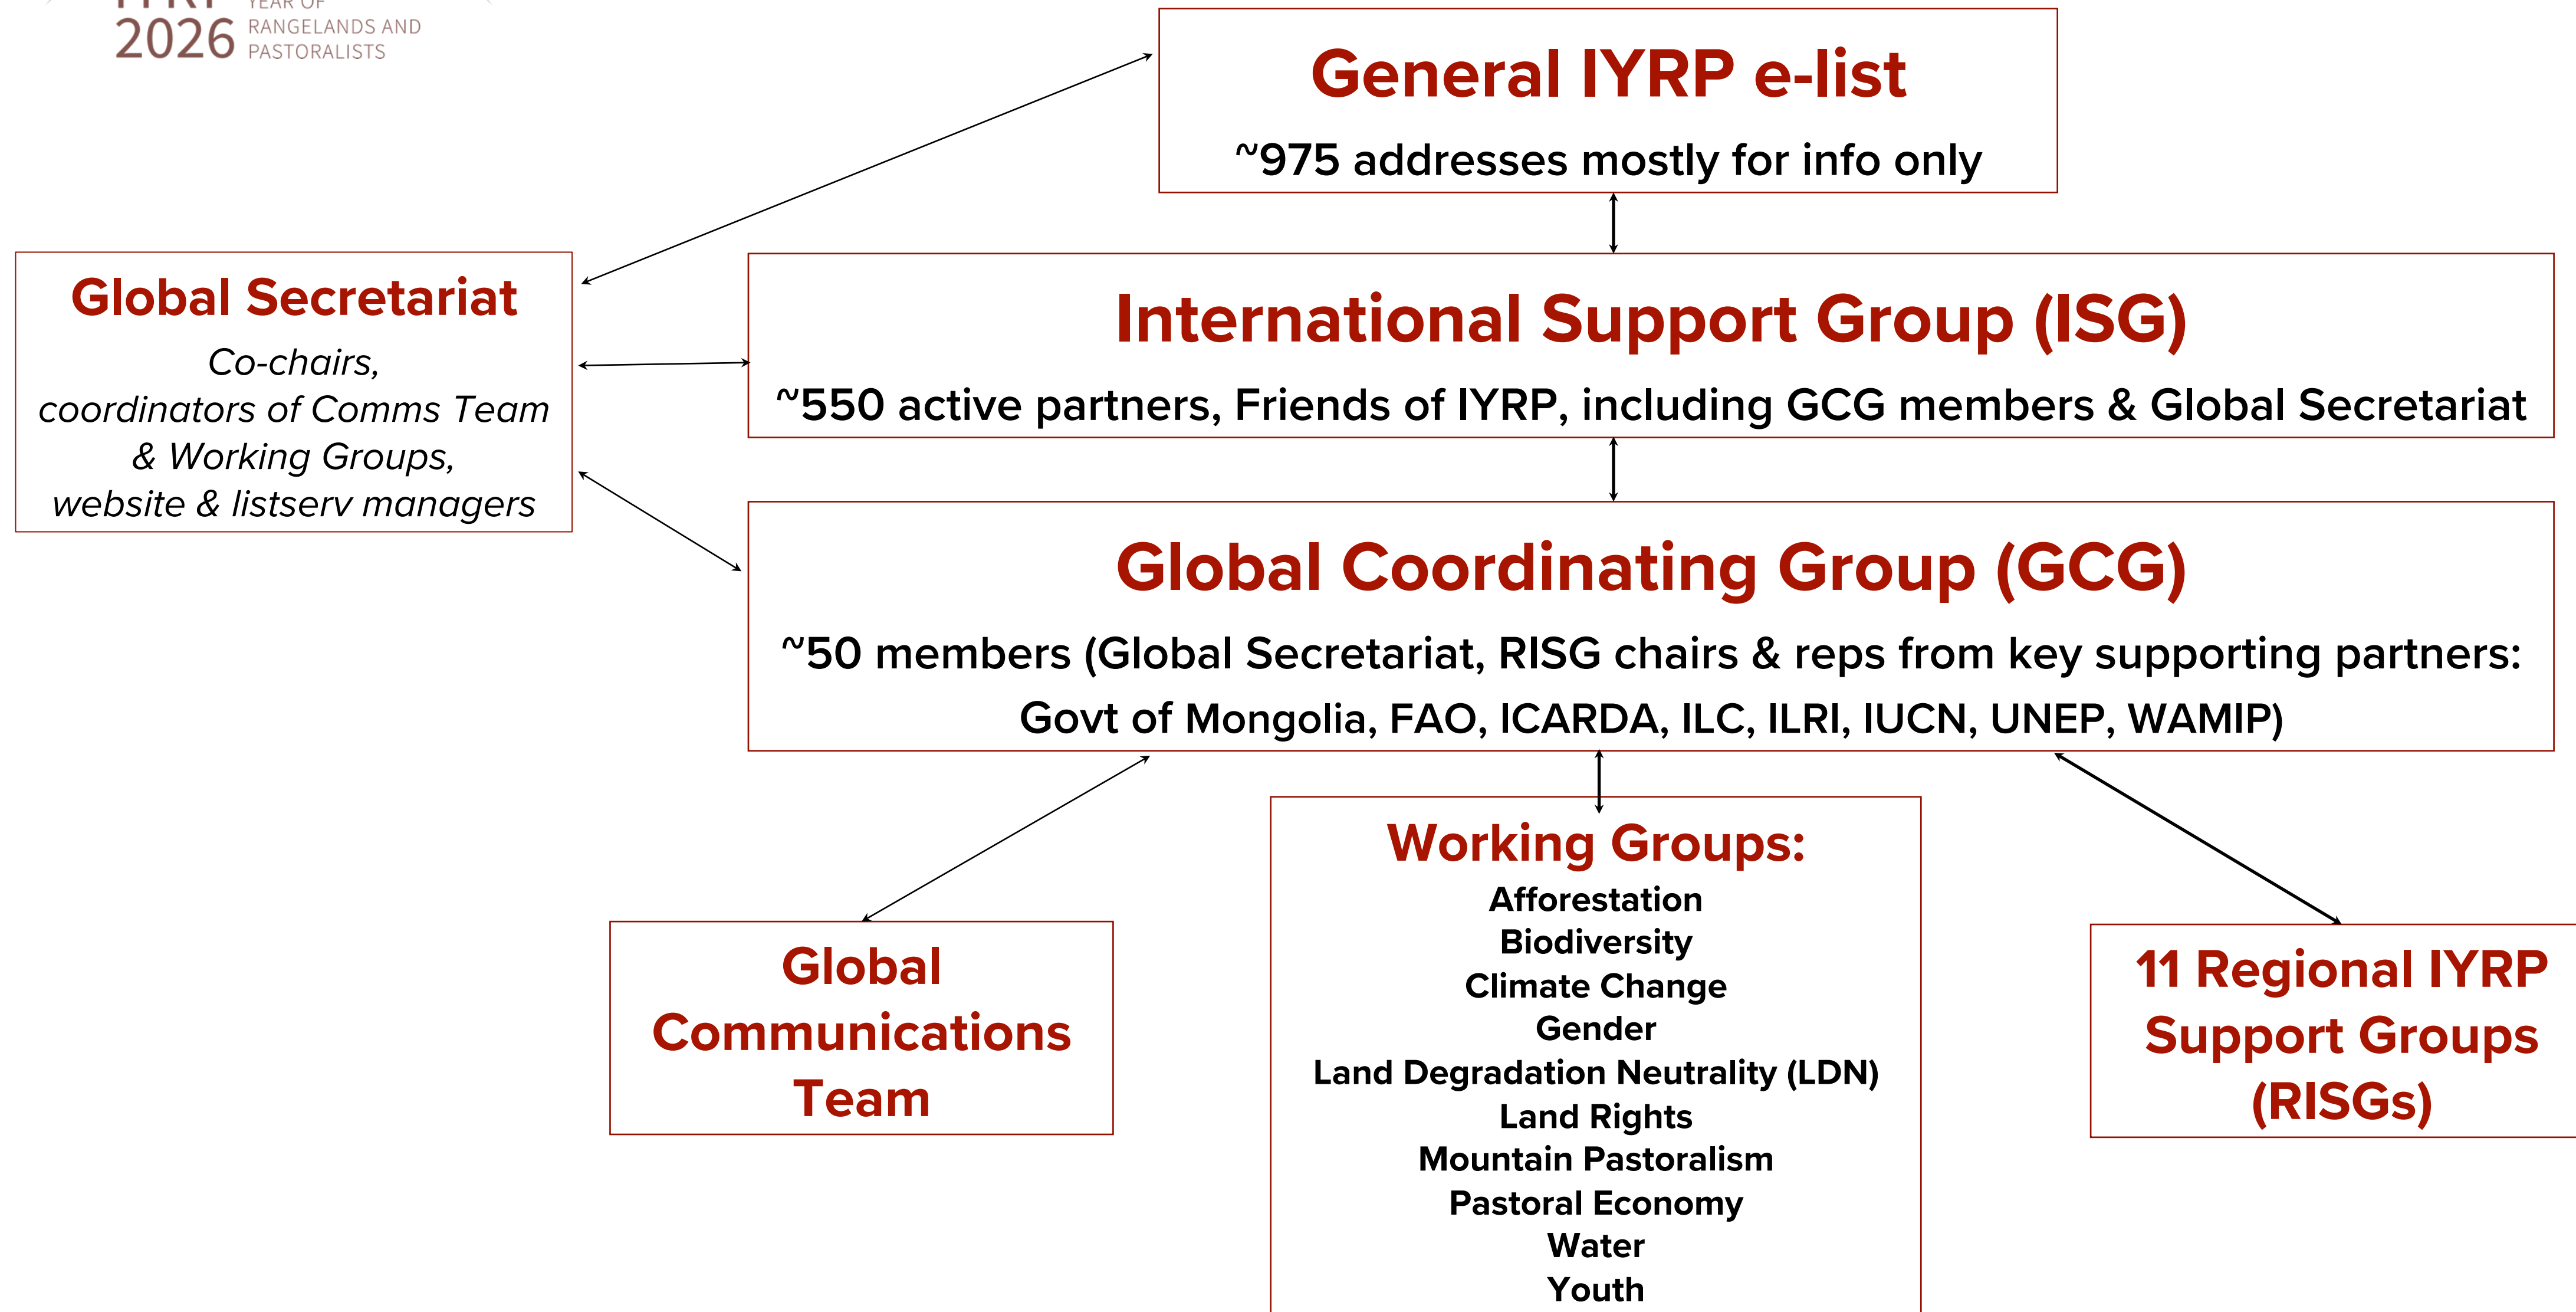 YEAR OF
2026 RANGELANDS AND
PASTORALISTS
General IYRP e-list
~975 addresses mostly for info only
Global Secretariat
Co-chairs,
coordinators of Comms Team
& Working Groups,
website & listserv managers
International Support Group (ISG)
~550 active partners, Friends of IYRP, including GCG members & Global Secretariat
Global Coordinating Group (GCG)
~50 members (Global Secretariat, RISG chairs & reps from key supporting partners:
Govt of Mongolia, FAO, ICARDA, ILC, ILRI, IUCN, UNEP, WAMIP)
Global
Communications
Team
Working Groups:
Afforestation
Biodiversity
Climate Change
Gender
Land Degradation Neutrality (LDN)
Land Rights
Mountain Pastoralism
Pastoral Economy
Water
Youth
11 Regional IYRP
Support Groups
(RISGs)